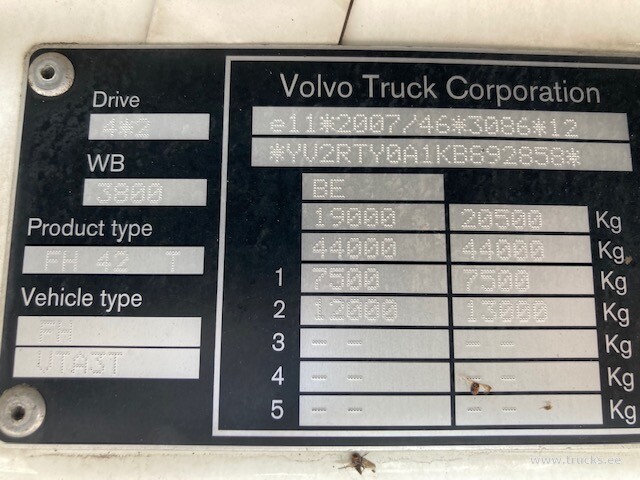 Drive
4*2
WB
3800
Product type
FH 42 T
Vehicle type
FH
VTA3T
Volvo Truck Corporation
e11*2007/46*3086*12
*YV2RTY0A1KB892858*
BE
19000 20500 Kg
44000 44000 Kg
1 7500 7500 Kg
2 12000 13000 Kg
3 -- -- -- -- Kg
4 -- -- -- -- Kg
5 -- -- -- -- Kg
www.trucks.ee